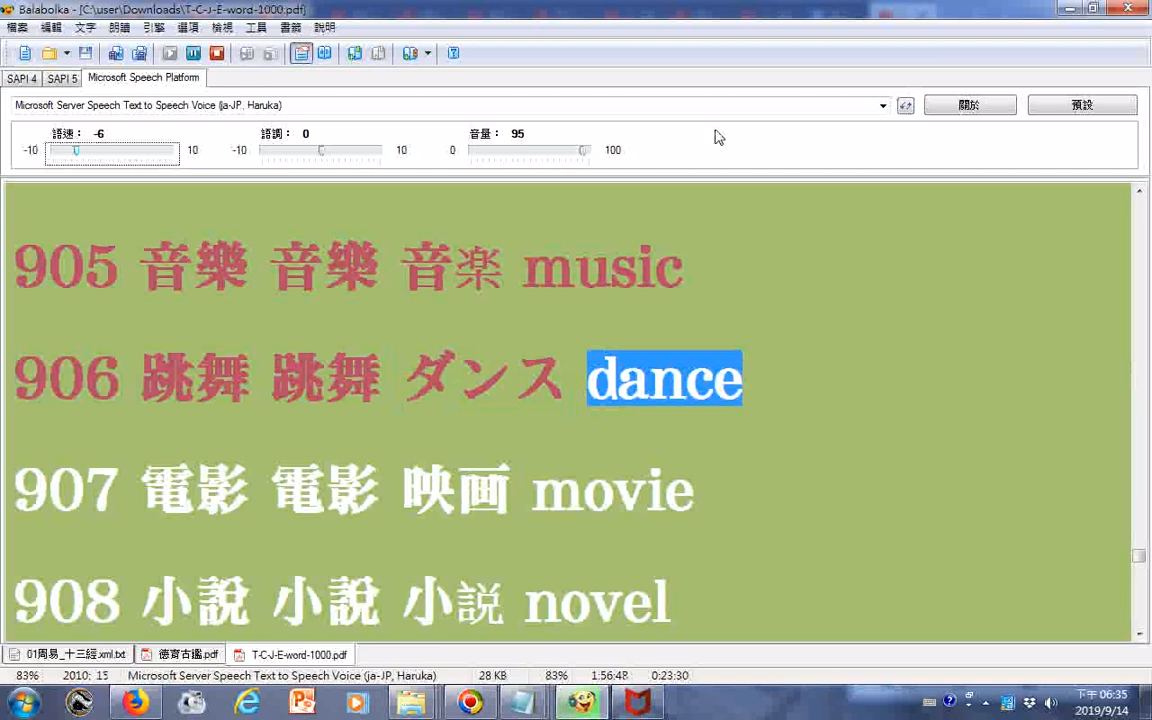 Balabolka - [C:\user\Downloads\T-C-J-E-word-1000.pdf]
檔案 編輯 文字 朗讀 引擎 選項 檢視 工具 書籤 說明
SAPI 4 SAPI 5 Microsoft Speech Platform
Microsoft Server Speech Text to Speech Voice (ja-JP, Haruka) 關於 預設
語速： -6 語調： 0 音量： 95
-10 10 -10 10 0 100
905 音樂 音樂 音楽 music
906 跳舞 跳舞 ダンス dance
907 電影 電影 映画 movie
908 小說 小說 小説 novel
01周易_十三經.xml.txt 德育古鑑.pdf T-C-J-E-word-1000.pdf
83% 2010; 15 Microsoft Server Speech Text to Speech Voice (ja-JP, Haruka) 28 KB 83% 1:56:48 0:23:30
下午 06:35
2019/9/14